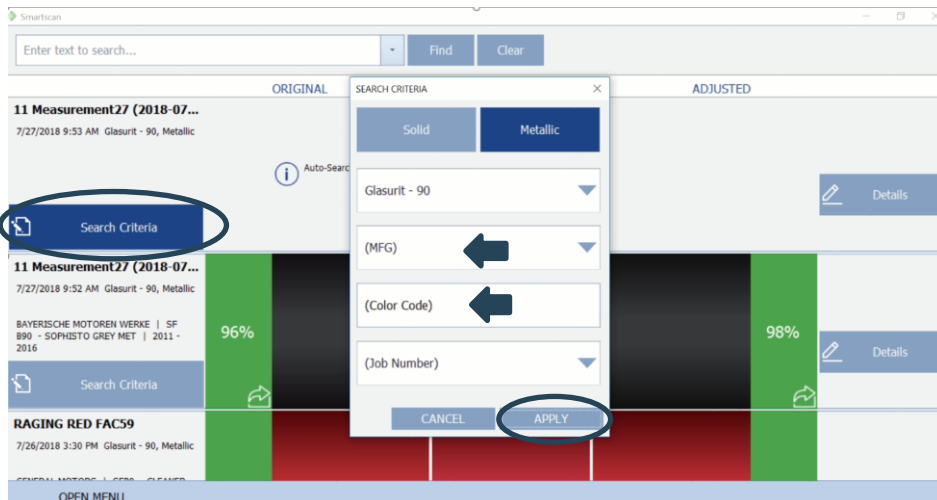 Smartscan
Enter text to search...
Find
Clear
ORIGINAL
ADJUSTED
11 Measurement27 (2018-07...
7/27/2018 9:53 AM Glasurit - 90, Metallic
Auto-Searc
Search Criteria
Details
SEARCH CRITERIA
Solid
Metallic
Glasurit - 90
(MFG)
(Color Code)
(Job Number)
CANCEL
APPLY
11 Measurement27 (2018-07...
7/27/2018 9:52 AM Glasurit - 90, Metallic
BAYERISCHE MOTOREN WERKE | SF
B90 - SOPHISTO GREY MET | 2011 -
2016
96%
98%
Search Criteria
Details
RAGING RED FAC59
7/26/2018 3:30 PM Glasurit - 90, Metallic
GENERAL MOTORS
OPEN MENU